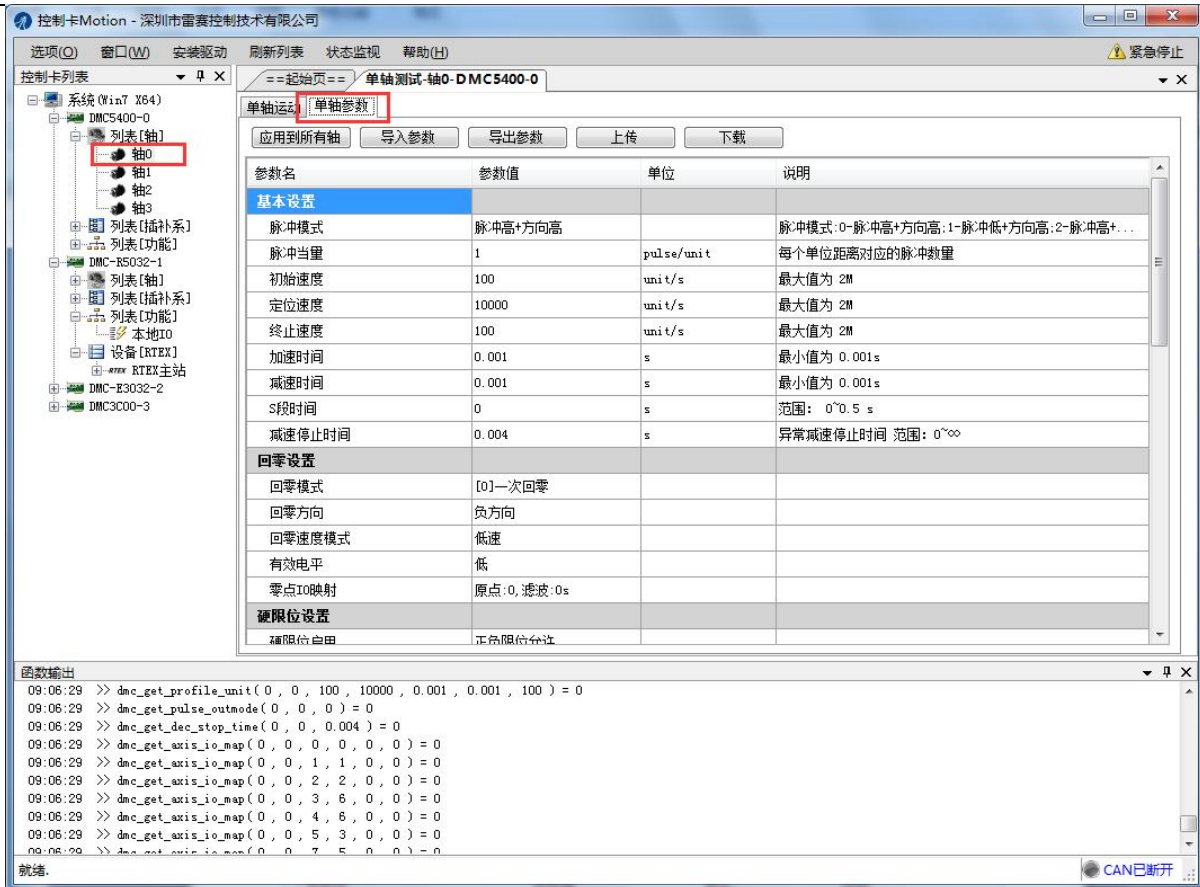 控制卡Motion - 深圳市雷赛控制技术有限公司
选项(O) 窗口(W) 安装驱动 刷新列表 状态监视 帮助(H) 紧急停止
控制卡列表
系统(Win7 X64)
DMC5400-0
列表[轴]
轴0
轴1
轴2
轴3
列表[插补系]
列表[功能]
DMC-R5032-1
列表[轴]
列表[插补系]
列表[功能]
本地IO
设备[RTEX]
RTEX RTEX主站
DMC-E3032-2
DMC3C00-3
==起始页== 单轴测试-轴0-DMC5400-0
单轴运动 单轴参数
应用到所有轴 导入参数 导出参数 上传 下载
参数名 参数值 单位 说明
基本设置
脉冲模式 脉冲高+方向高 脉冲模式:0-脉冲高+方向高;1-脉冲低+方向高;2-脉冲高+...
脉冲当量 1 pulse/unit 每个单位距离对应的脉冲数量
初始速度 100 unit/s 最大值为 2M
定位速度 10000 unit/s 最大值为 2M
终止速度 100 unit/s 最大值为 2M
加速时间 0.001 s 最小值为 0.001s
减速时间 0.001 s 最小值为 0.001s
S段时间 0 s 范围: 0~0.5 s
减速停止时间 0.004 s 异常减速停止时间 范围: 0~∞
回零设置
回零模式 [0]—次回零
回零方向 负方向
回零速度模式 低速
有效电平 低
零点IO映射 原点:0,滤波:0s
硬限位设置
硬限位启用 正负限位允许
函数输出
09:06:29 >> dmc_get_profile_unit( 0 , 0 , 100 , 10000 , 0.001 , 0.001 , 100 ) = 0
09:06:29 >> dmc_get_pulse_outmode( 0 , 0 , 0 ) = 0
09:06:29 >> dmc_get_dec_stop_time( 0 , 0 , 0.004 ) = 0
09:06:29 >> dmc_get_axis_io_map( 0 , 0 , 0 , 0 , 0 , 0 ) = 0
09:06:29 >> dmc_get_axis_io_map( 0 , 0 , 1 , 1 , 0 , 0 ) = 0
09:06:29 >> dmc_get_axis_io_map( 0 , 0 , 2 , 2 , 0 , 0 ) = 0
09:06:29 >> dmc_get_axis_io_map( 0 , 0 , 3 , 6 , 0 , 0 ) = 0
09:06:29 >> dmc_get_axis_io_map( 0 , 0 , 4 , 6 , 0 , 0 ) = 0
09:06:29 >> dmc_get_axis_io_map( 0 , 0 , 5 , 3 , 0 , 0 ) = 0
09:06:29 >> dmc_get_axis_io_map( 0 , 0 , 7 , 5 , 0 , 0 ) = 0
就绪. CAN已断开